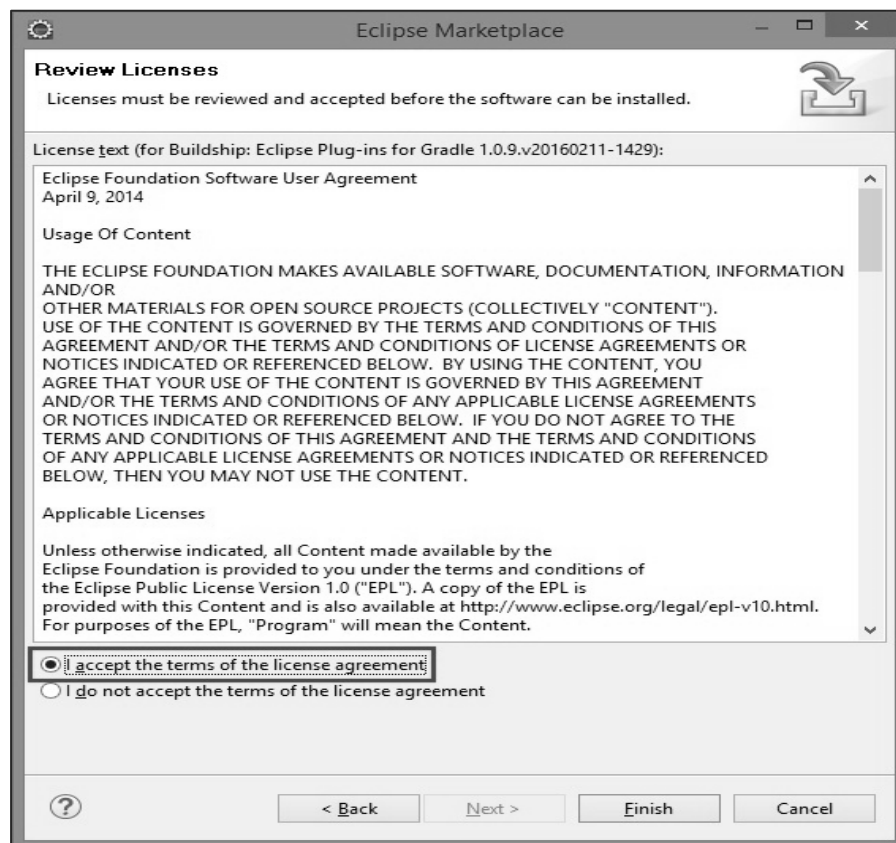 Eclipse Marketplace
Review Licenses
Licenses must be reviewed and accepted before the software can be installed.
License text (for Buildship: Eclipse Plug-ins for Gradle 1.0.9.v20160211-1429):
Eclipse Foundation Software User Agreement
April 9, 2014
Usage Of Content
THE ECLIPSE FOUNDATION MAKES AVAILABLE SOFTWARE, DOCUMENTATION, INFORMATION
AND/OR
OTHER MATERIALS FOR OPEN SOURCE PROJECTS (COLLECTIVELY "CONTENT").
USE OF THE CONTENT IS GOVERNED BY THE TERMS AND CONDITIONS OF THIS
AGREEMENT AND/OR THE TERMS AND CONDITIONS OF LICENSE AGREEMENTS OR
NOTICES INDICATED OR REFERENCED BELOW.  BY USING THE CONTENT, YOU
AGREE THAT YOUR USE OF THE CONTENT IS GOVERNED BY THIS AGREEMENT
AND/OR THE TERMS AND CONDITIONS OF ANY APPLICABLE LICENSE AGREEMENTS
OR NOTICES INDICATED OR REFERENCED BELOW.  IF YOU DO NOT AGREE TO THE
TERMS AND CONDITIONS OF THIS AGREEMENT AND THE TERMS AND CONDITIONS
OF ANY APPLICABLE LICENSE AGREEMENTS OR NOTICES INDICATED OR REFERENCED
BELOW, THEN YOU MAY NOT USE THE CONTENT.
Applicable Licenses
Unless otherwise indicated, all Content made available by the
Eclipse Foundation is provided to you under the terms and conditions of
the Eclipse Public License Version 1.0 ("EPL"). A copy of the EPL is
provided with this Content and is also available at http://www.eclipse.org/legal/epl-v10.html.
For purposes of the EPL, "Program" will mean the Content.
I accept the terms of the license agreement
I do not accept the terms of the license agreement
? < Back Next > Finish Cancel